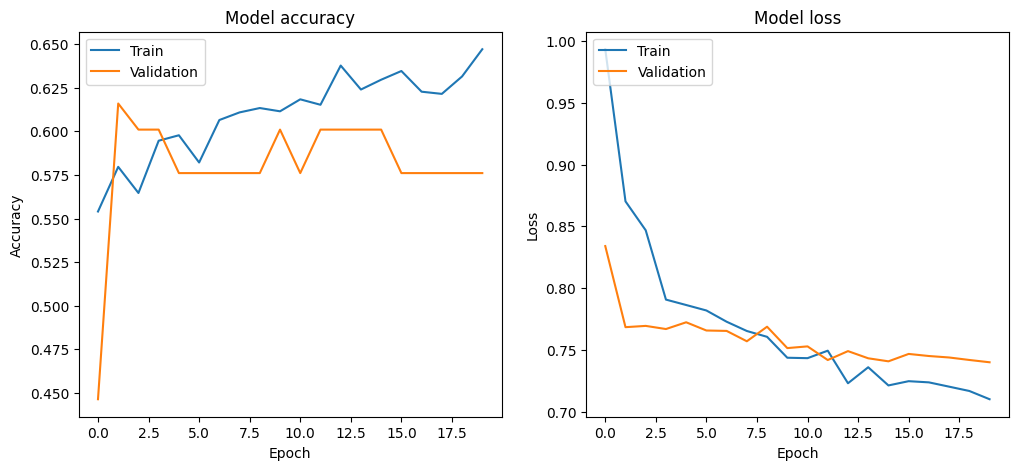 Model accuracy
Train
Validation
0.650
0.625
0.600
0.575
0.550
0.525
0.500
0.475
0.450
Accuracy
0.0 2.5 5.0 7.5 10.0 12.5 15.0 17.5
Epoch
Model loss
Train
Validation
1.00
0.95
0.90
0.85
0.80
0.75
0.70
Loss
0.0 2.5 5.0 7.5 10.0 12.5 15.0 17.5
Epoch